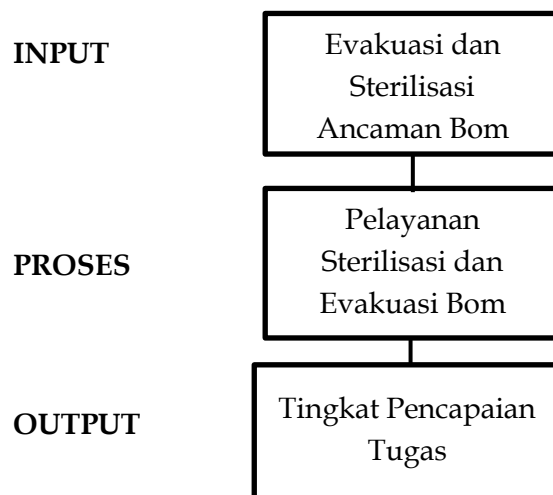 INPUT
Evakuasi dan
Sterilisasi
Ancaman Bom
PROSES
Pelayanan
Sterilisasi dan
Evakuasi Bom
OUTPUT
Tingkat Pencapaian
Tugas